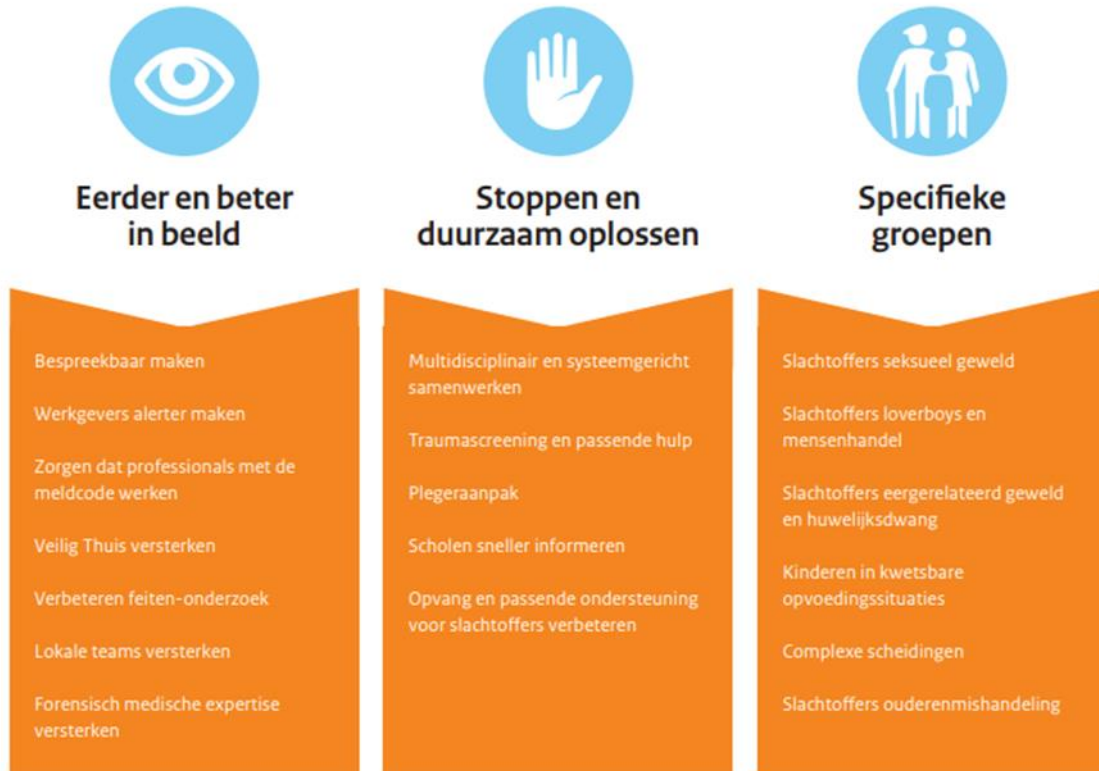 Eerder en beter
in beeld
Bespreekbaar maken
Werkgevers alerter maken
Zorgen dat professionals met de
meldcode werken
Veilig Thuis versterken
Verbeteren feiten-onderzoek
Lokale teams versterken
Forensisch medische expertise
versterken
Stoppen en
duurzaam oplossen
Multidisciplinair en systeemgericht
samenwerken
Traumascreening en passende hulp
Plegeraanpak
Scholen sneller informeren
Opvang en passende ondersteuning
voor slachtoffers verbeteren
Specifieke
groepen
Slachtoffers seksueel geweld
Slachtoffers loverboys en
mensenhandel
Slachtoffers eergerelateerd geweld
en huwelijksdwang
Kinderen in kwetsbare
opvoedingssituaties
Complexe scheidingen
Slachtoffers ouderenmishandeling